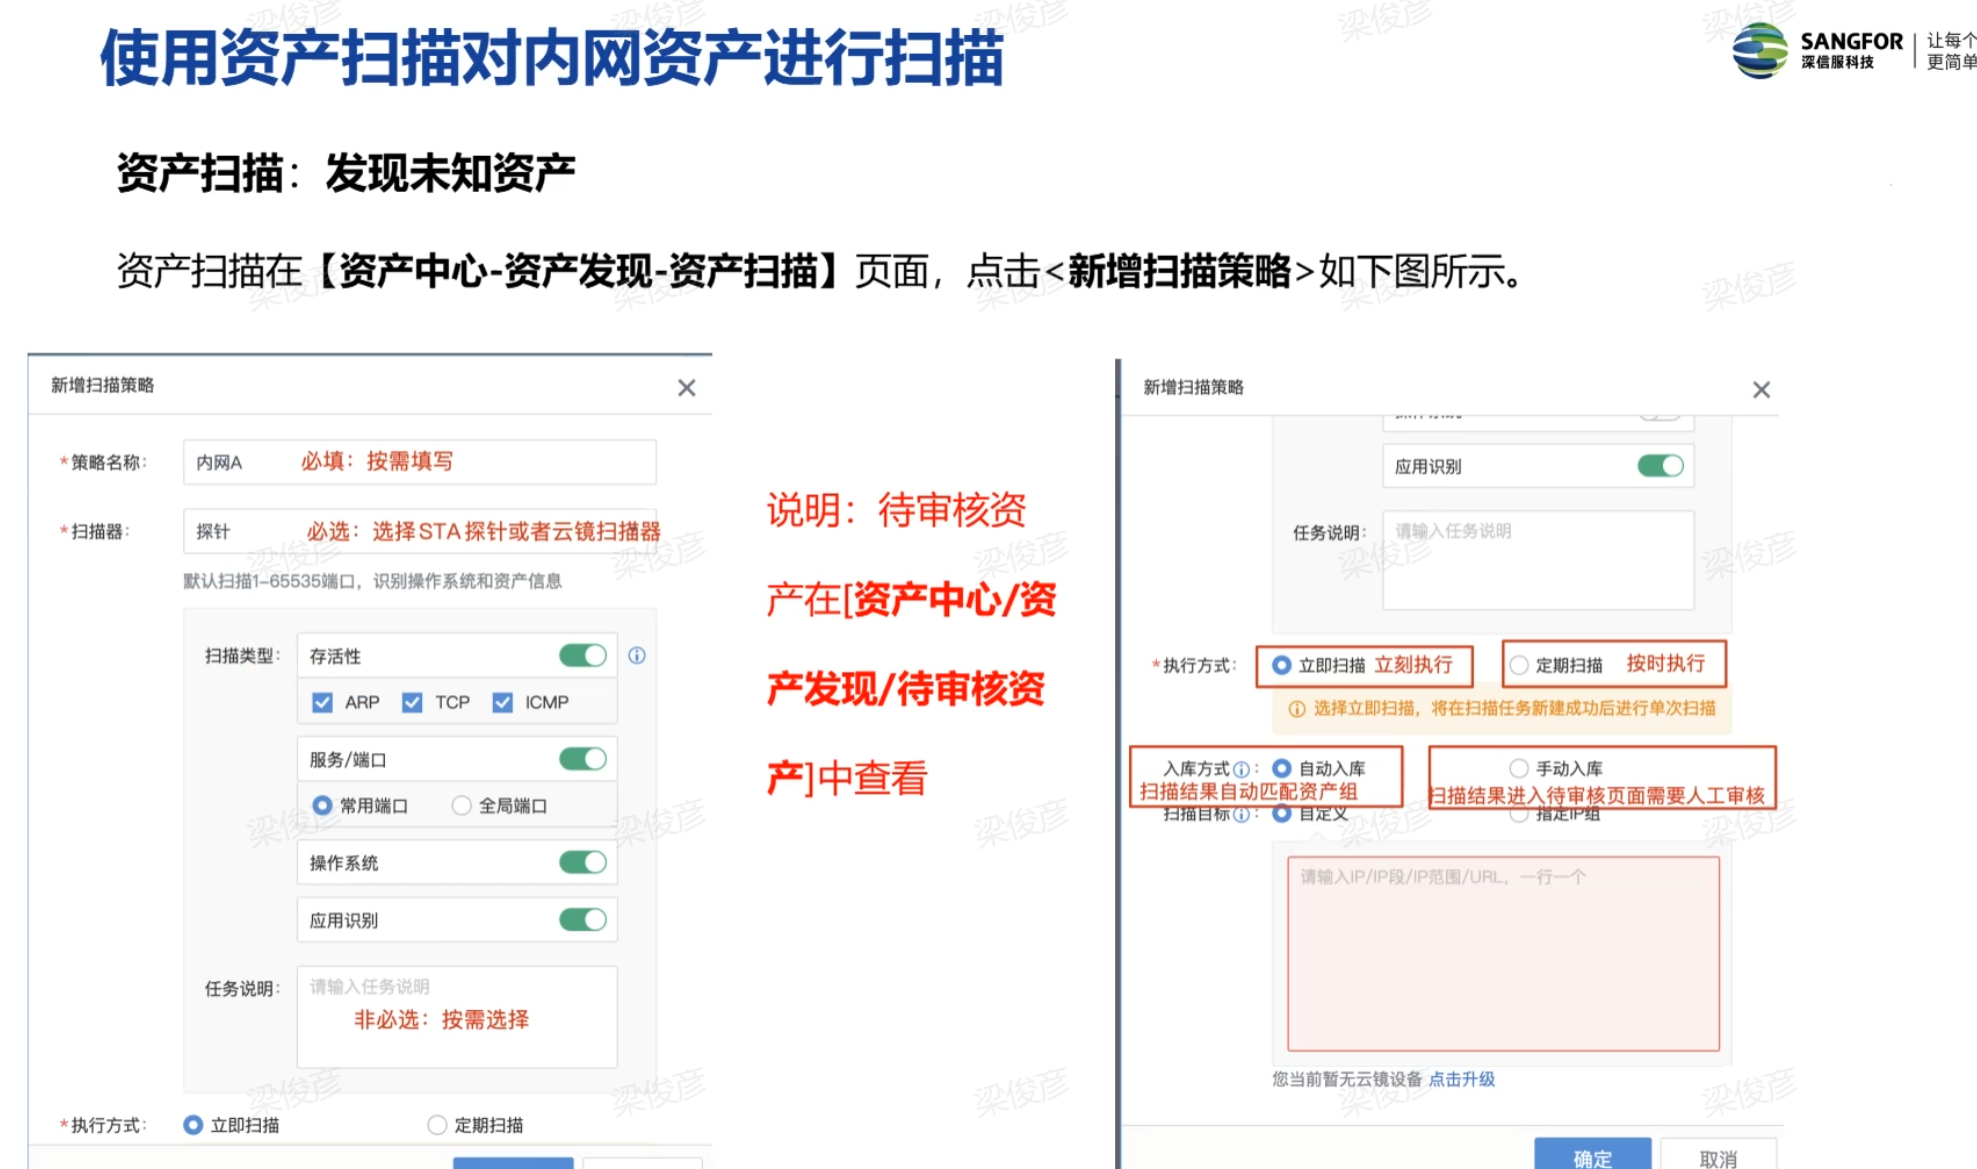 使用资产扫描对内网资产进行扫描
SANGFOR
深信服科技
让每个
更简单
资产扫描：发现未知资产
资产扫描在【资产中心-资产发现-资产扫描】页面，点击<新增扫描策略>如下图所示。
新增扫描策略
*策略名称: 内网A 必填：按需填写
*扫描器: 探针 必选：选择STA探针或者云镜扫描器
默认扫描1-65535端口，识别操作系统和资产信息
扫描类型: 存活性
ARP TCP ICMP
服务/端口
常用端口 全局端口
操作系统
应用识别
任务说明: 请输入任务说明
非必选：按需选择
*执行方式: 立即扫描 定期扫描
说明：待审核资
产在[资产中心/资
产发现/待审核资
产]中查看
新增扫描策略
应用识别
任务说明: 请输入任务说明
*执行方式: 立即扫描 立刻执行 定期扫描 按时执行
选择立即扫描，将在扫描任务新建成功后进行单次扫描
入库方式: 自动入库 手动入库
扫描结果自动匹配资产组 扫描结果进入待审核页面需要人工审核
扫描目标: 自定义 指定IP组
请输入IP/IP段/IP范围/URL，一行一个
您当前暂无云镜设备 点击升级
确定 取消
梁俊彦